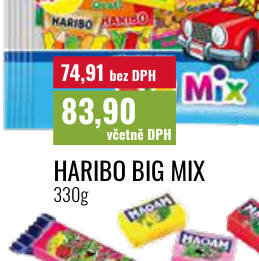 HARIBO
HARIBO
Mix
74,91 bez DPH
83,90
včetně DPH
HARIBO BIG MIX
330g
MAOAM
MAOAM